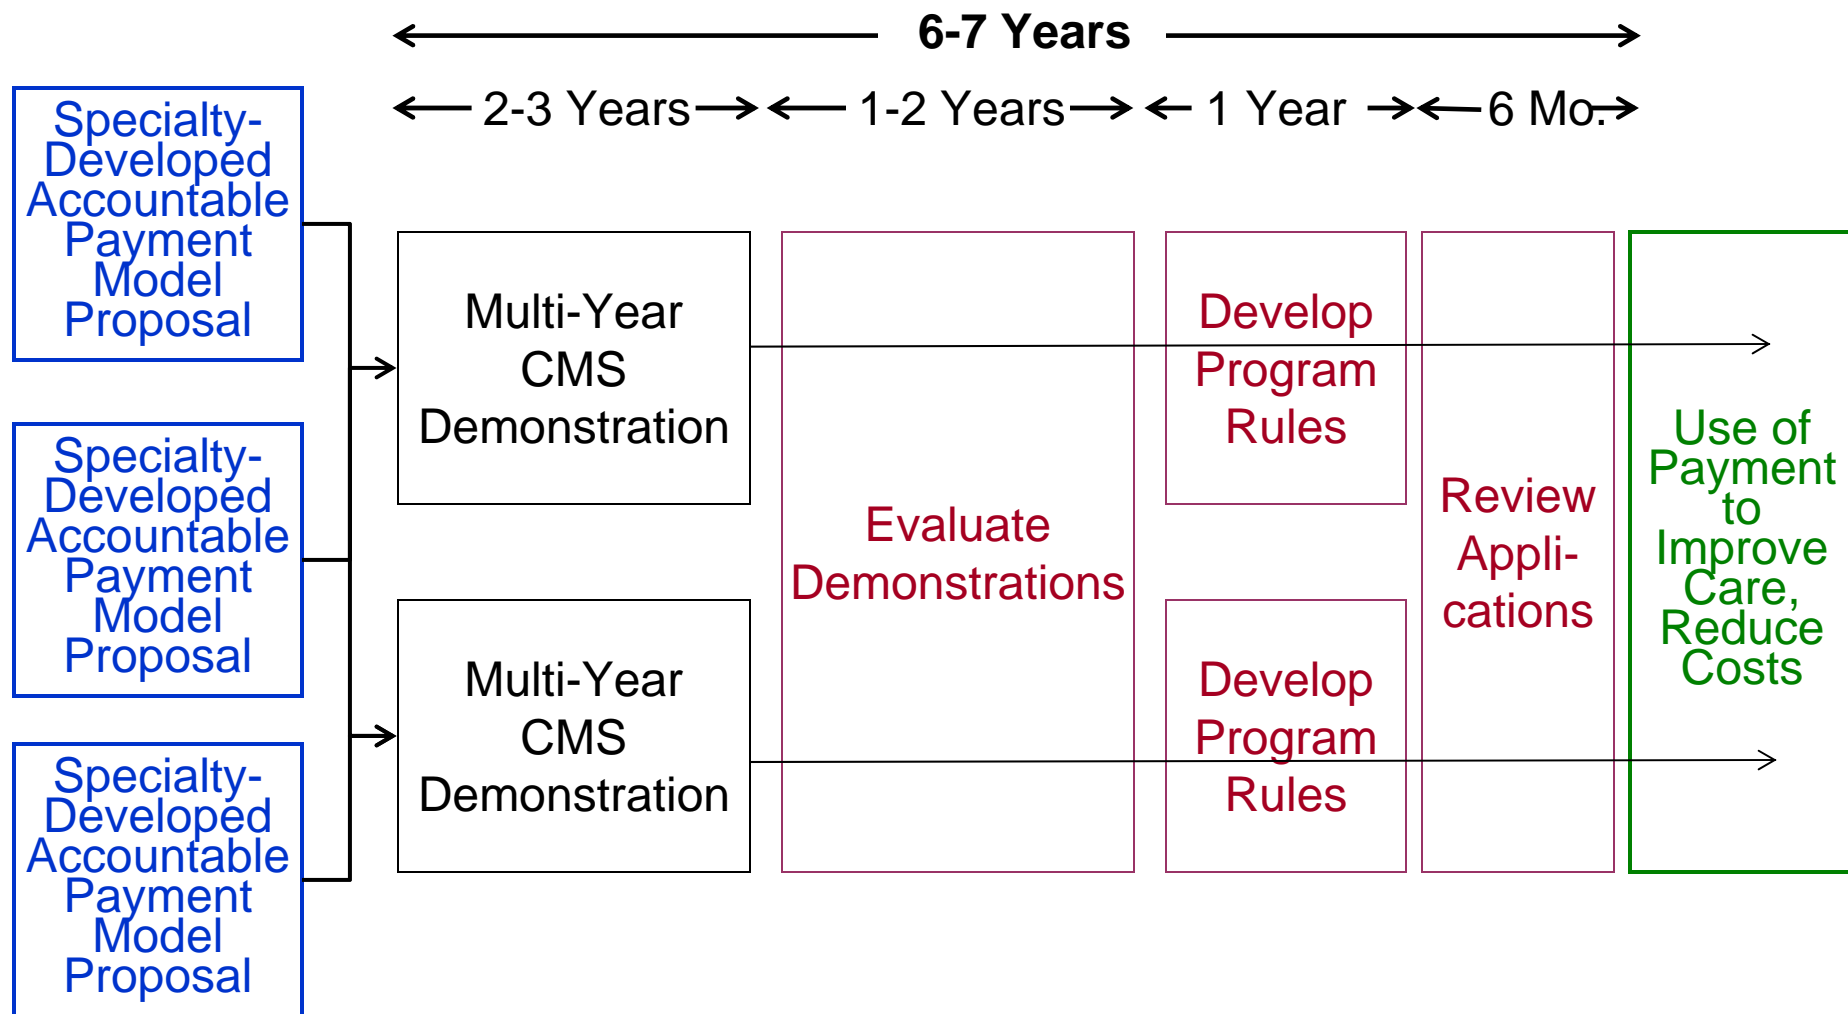 6-7 Years
2-3 Years
1-2 Years
1 Year
6 Mo.
Specialty-
Developed
Accountable
Payment
Model
Proposal
Specialty-
Developed
Accountable
Payment
Model
Proposal
Specialty-
Developed
Accountable
Payment
Model
Proposal
Multi-Year
CMS
Demonstration
Multi-Year
CMS
Demonstration
Evaluate
Demonstrations
Develop
Program
Rules
Develop
Program
Rules
Review
Appli-
cations
Use of
Payment
to
Improve
Care,
Reduce
Costs